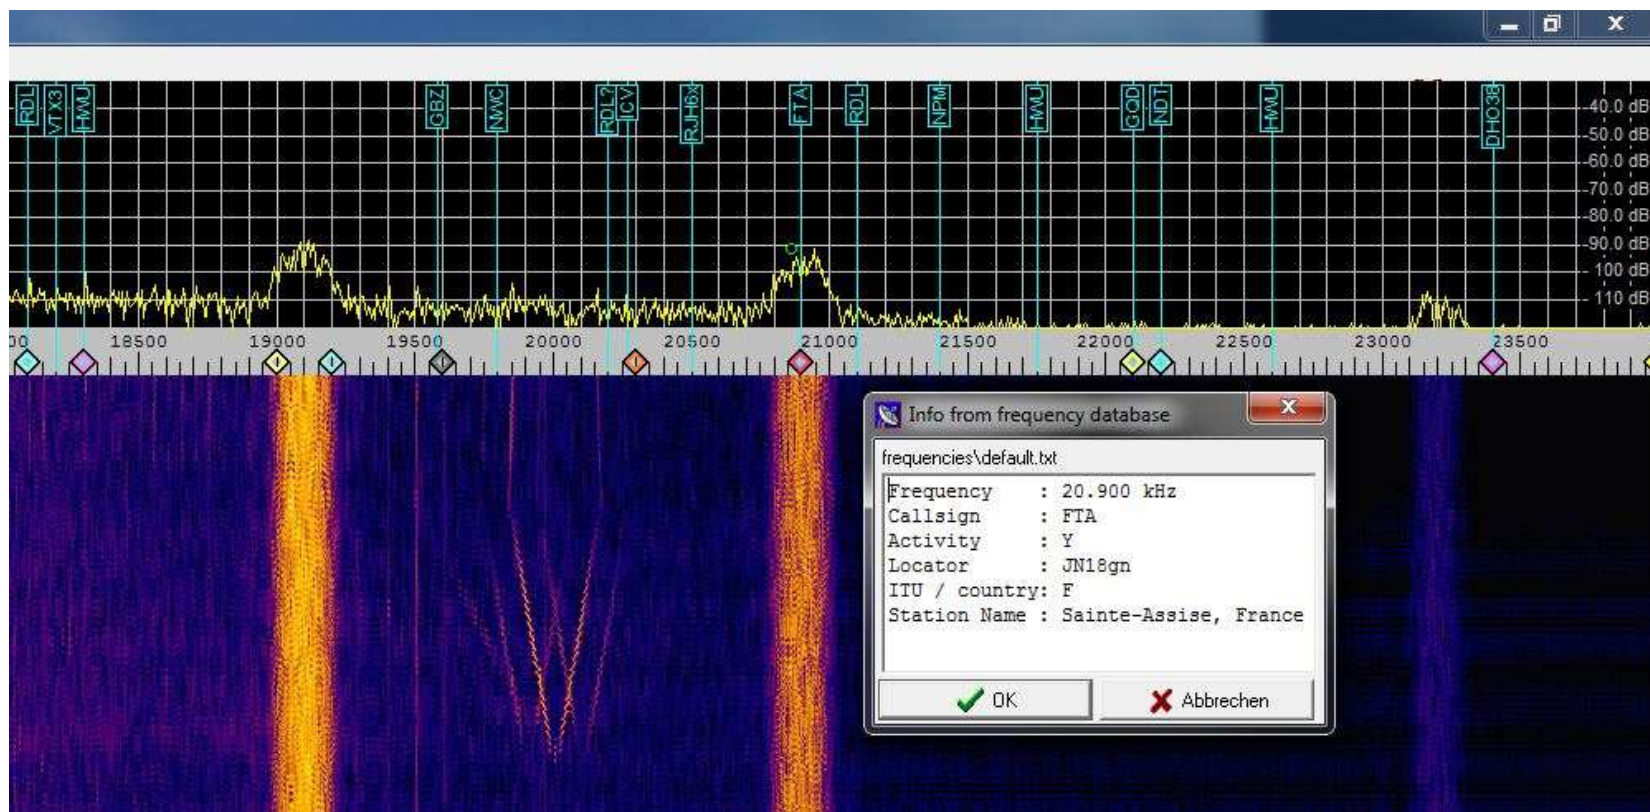 RDL VTX3 HWU GBZ NWC RDL? ICV RJH6x FTA RDL NPM HWU GQD NDT HWU DHO38
-40.0 dB
-50.0 dB
-60.0 dB
-70.0 dB
-80.0 dB
-90.0 dB
100 dB
110 dB
00 18500 19000 19500 20000 20500 21000 21500 22000 22500 23000 23500
Info from frequency database
frequencies\default.txt
Frequency : 20.900 kHz
Callsign : FTA
Activity : Y
Locator : JN18gn
ITU / country: F
Station Name : Sainte-Assise, France
OK Abbrechen